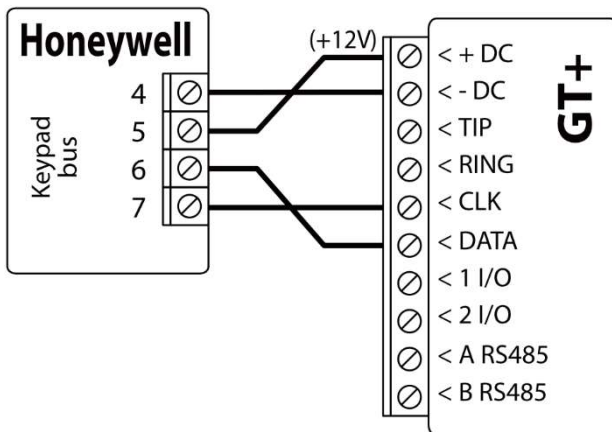 Honeywell
Keypad
bus
4
5
6
7
(+12V)
< + DC
< - DC
< TIP
< RING
< CLK
< DATA
< 1 I/O
< 2 I/O
< A RS485
< B RS485
GT+